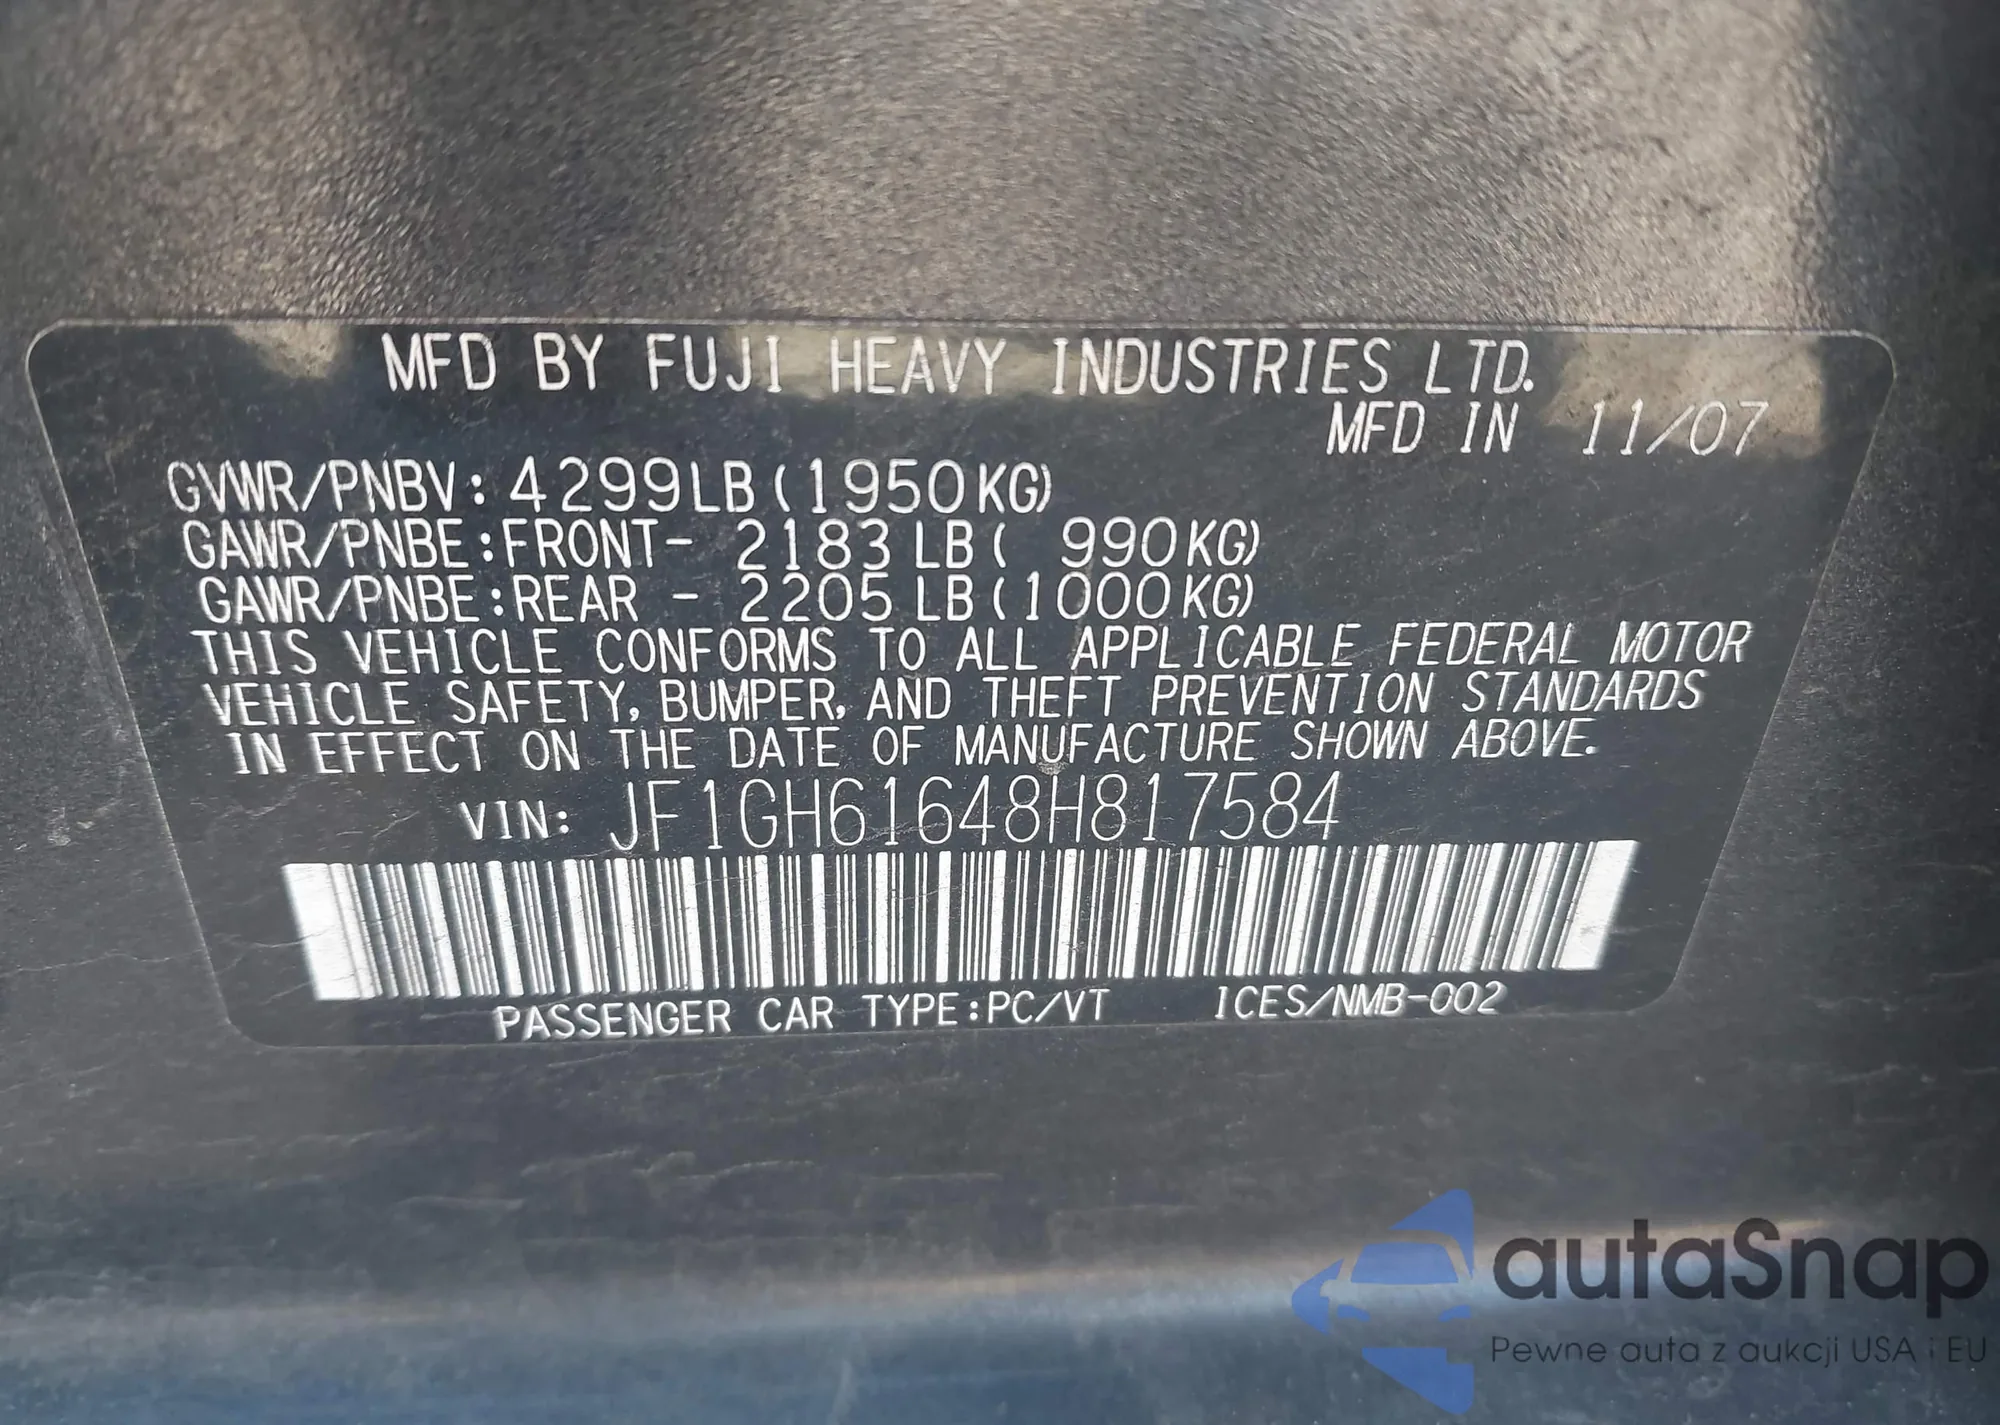 MFD BY FUJI HEAVY INDUSTRIES LTD.
MFD IN 11/07
GVWR/PNBV: 4299LB(1950KG)
GAWR/PNBE:FRONT- 2183 LB( 990KG)
GAWR/PNBE:REAR - 2205 LB(1000KG)
THIS VEHICLE CONFORMS TO ALL APPLICABLE FEDERAL MOTOR
VEHICLE SAFETY, BUMPER, AND THEFT PREVENTION STANDARDS
IN EFFECT ON THE DATE OF MANUFACTURE SHOWN ABOVE.
VIN: JF1GH61648H817584
PASSENGER CAR TYPE:PC/VT ICES/NMB-002
autaSnap
Pewne auta z aukcji USA i EU